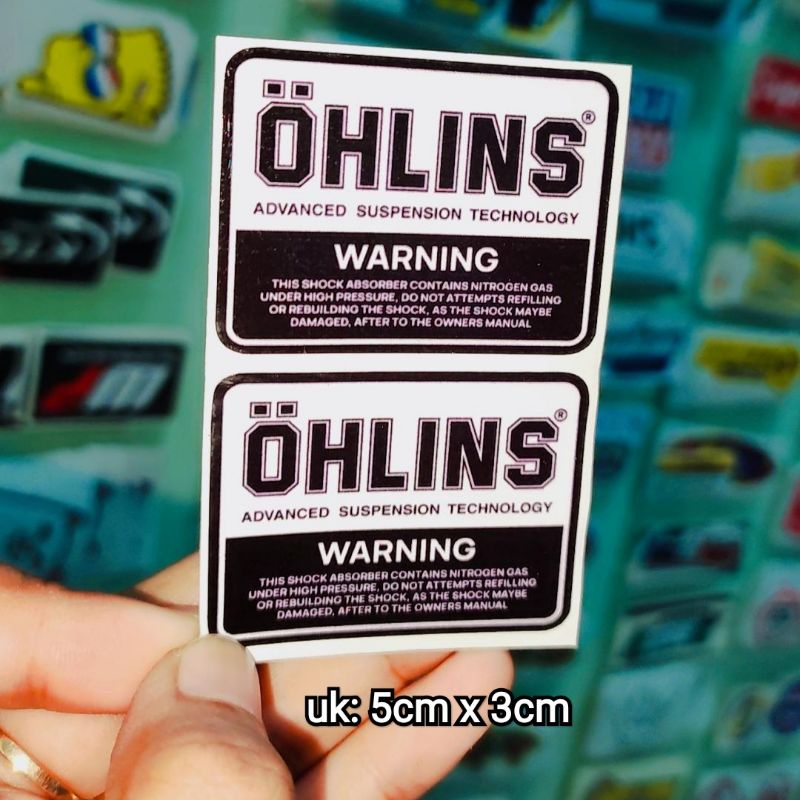 ÖHLINS®
ADVANCED SUSPENSION TECHNOLOGY
WARNING
THIS SHOCK ABSORBER CONTAINS NITROGEN GAS
UNDER HIGH PRESSURE, DO NOT ATTEMPTS REFILLING
OR REBUILDING THE SHOCK, AS THE SHOCK MAYBE
DAMAGED, AFTER TO THE OWNERS MANUAL
ÖHLINS®
ADVANCED SUSPENSION TECHNOLOGY
WARNING
THIS SHOCK ABSORBER CONTAINS NITROGEN GAS
UNDER HIGH PRESSURE, DO NOT ATTEMPTS REFILLING
OR REBUILDING THE SHOCK, AS THE SHOCK MAYBE
DAMAGED, AFTER TO THE OWNERS MANUAL
uk: 5cm x 3cm